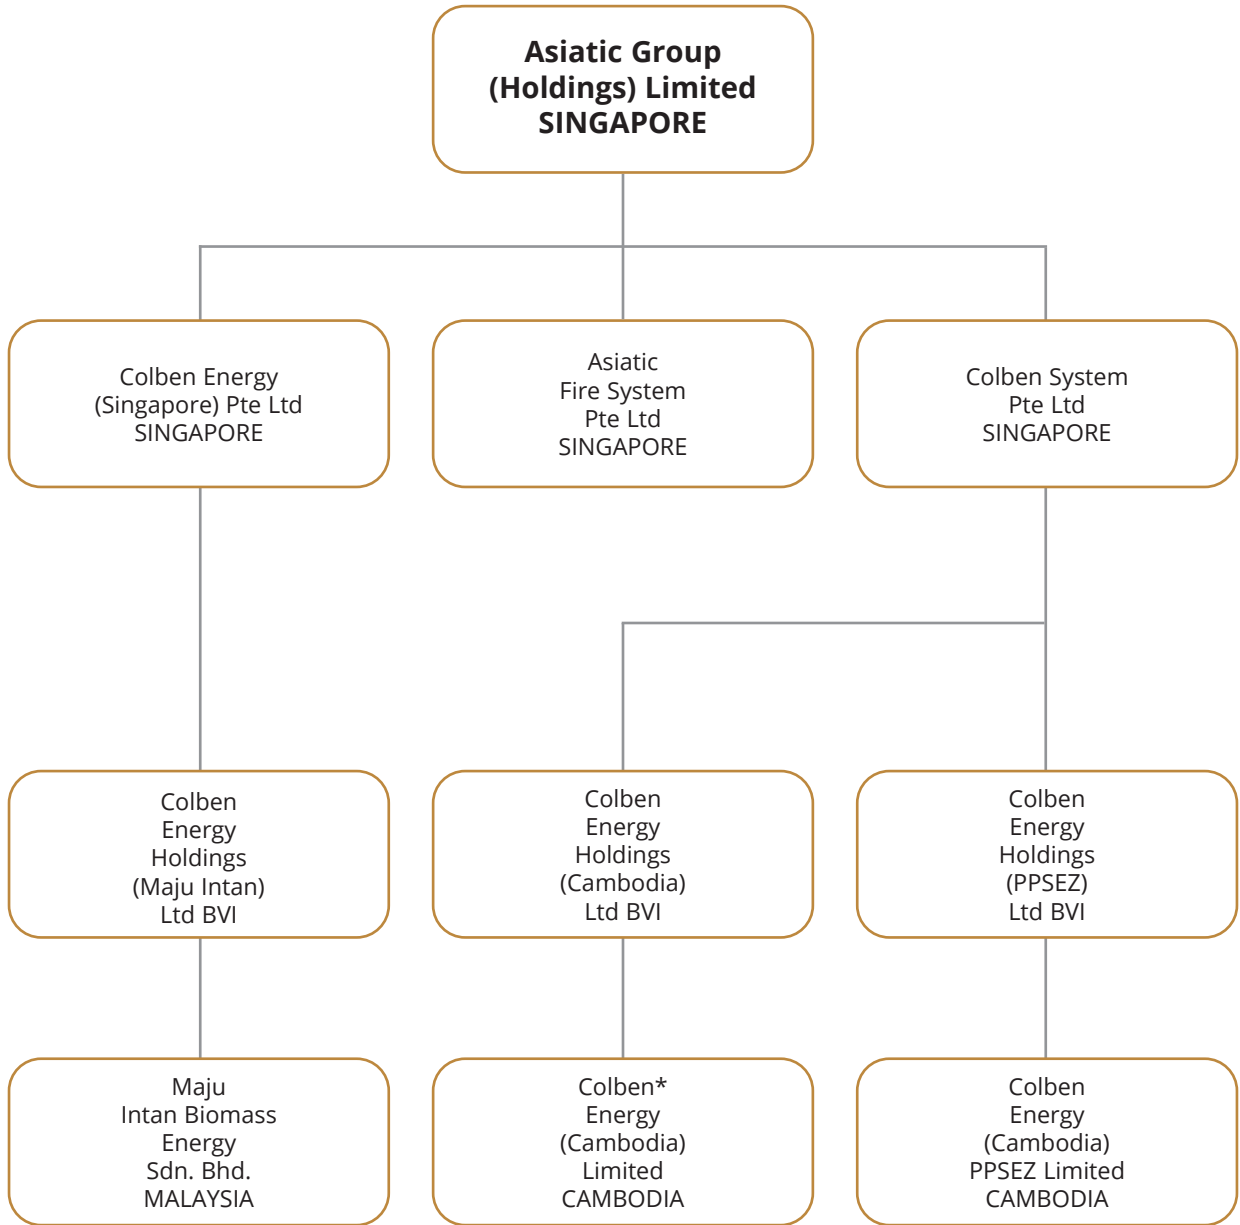 Asiatic Group
(Holdings) Limited
SINGAPORE
Colben Energy
(Singapore) Pte Ltd
SINGAPORE
Asiatic
Fire System
Pte Ltd
SINGAPORE
Colben System
Pte Ltd
SINGAPORE
Colben
Energy
Holdings
(Maju Intan)
Ltd BVI
Colben
Energy
Holdings
(Cambodia)
Ltd BVI
Colben
Energy
Holdings
(PPSEZ)
Ltd BVI
Maju
Intan Biomass
Energy
Sdn. Bhd.
MALAYSIA
Colben*
Energy
(Cambodia)
Limited
CAMBODIA
Colben
Energy
(Cambodia)
PPSEZ Limited
CAMBODIA